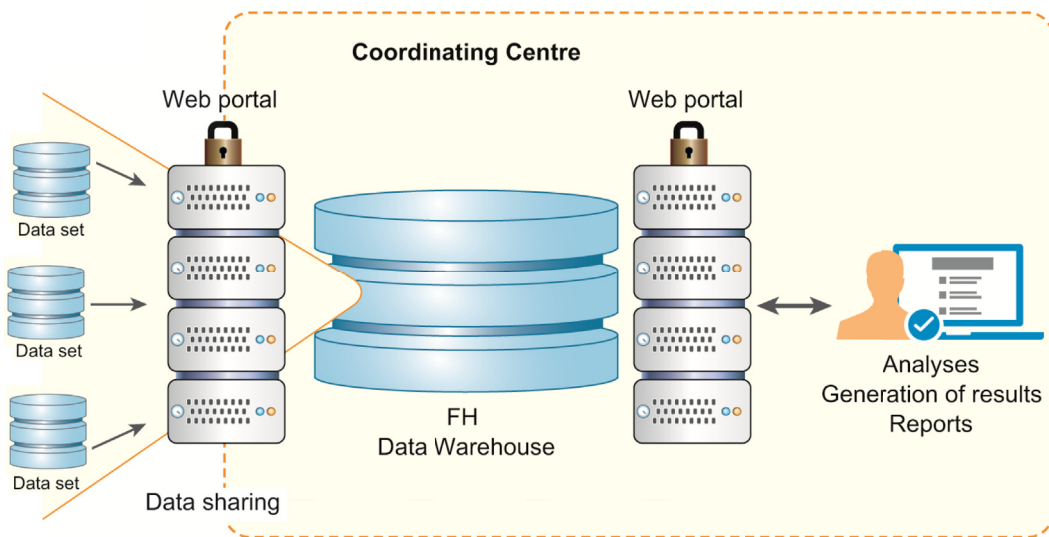 Coordinating Centre
Web portal
Web portal
Data set
Data set
Data set
FH
Data Warehouse
Data sharing
Analyses
Generation of results
Reports